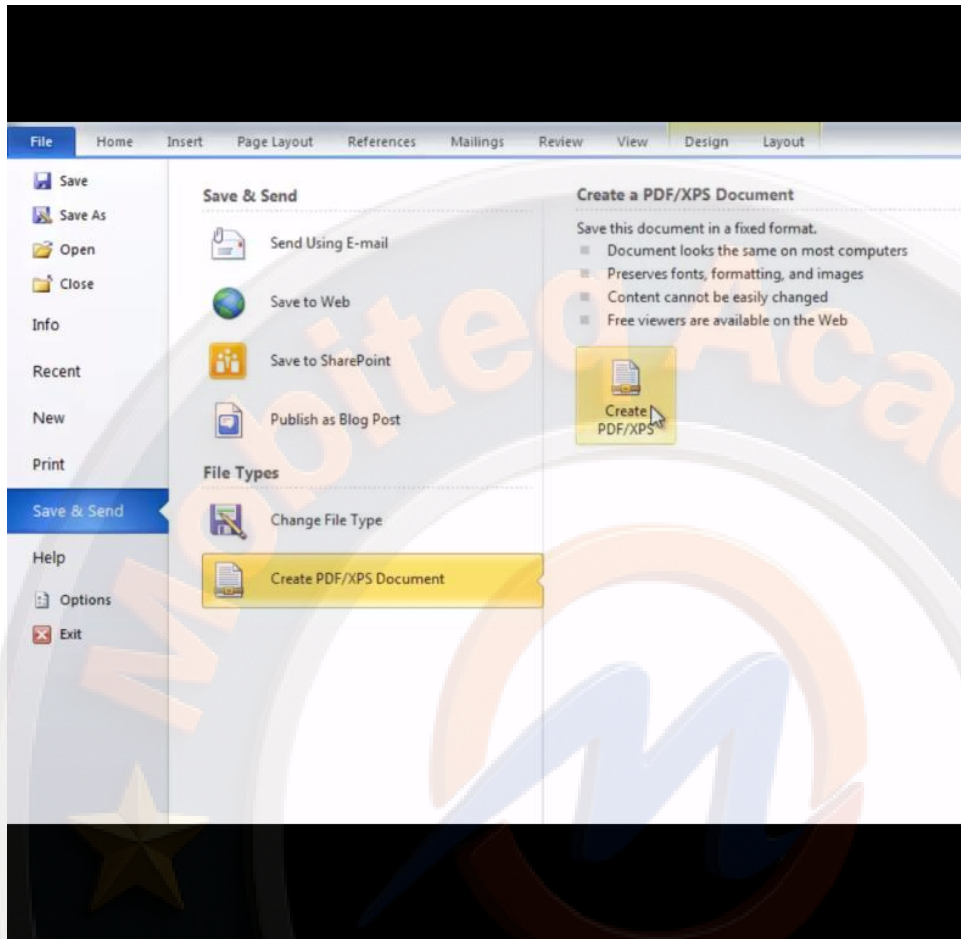 File Home Insert Page Layout References Mailings Review View Design Layout
Save
Save As
Open
Close
Info
Recent
New
Print
Save & Send
Help
Options
Exit
Save & Send
Send Using E-mail
Save to Web
Save to SharePoint
Publish as Blog Post
File Types
Change File Type
Create PDF/XPS Document
Create a PDF/XPS Document
Save this document in a fixed format.
Document looks the same on most computers
Preserves fonts, formatting, and images
Content cannot be easily changed
Free viewers are available on the Web
Create
PDF/XPS
Mobited Aca